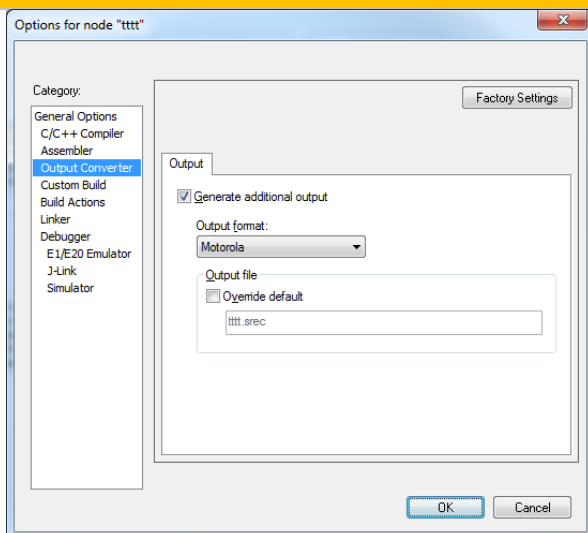 Options for node "tttt"
Category:
Factory Settings
General Options
C/C++ Compiler
Assembler
Output Converter
Custom Build
Build Actions
Linker
Debugger
E1/E20 Emulator
J-Link
Simulator
Output
Generate additional output
Output format:
Motorola
Output file
Override default
tttt.srec
OK
Cancel